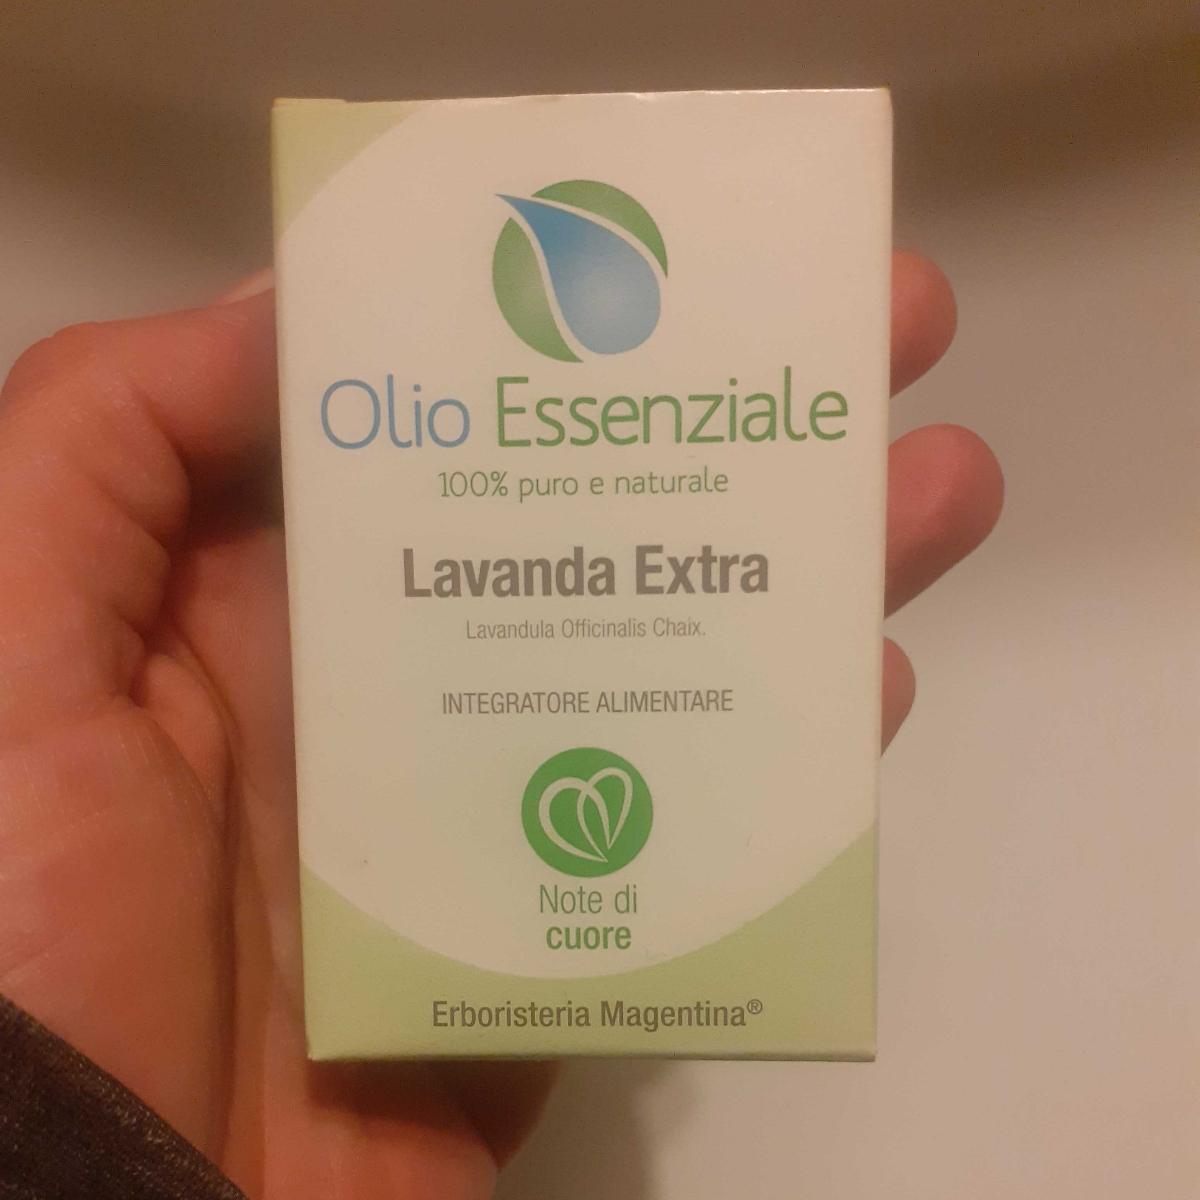 Olio Essenziale
100% puro e naturale
Lavanda Extra
Lavandula Officinalis Chaix.
INTEGRATORE ALIMENTARE
Note di
cuore
Erboristeria Magentina®